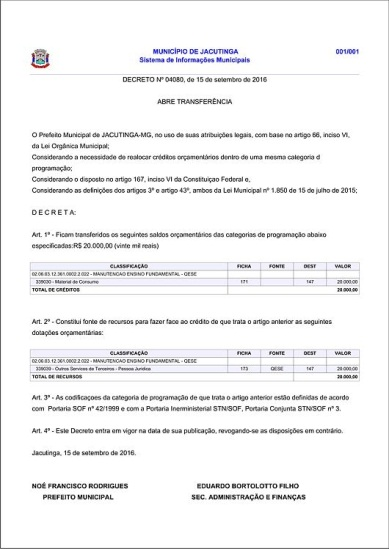 MUNICÍPIO DE JACUTINGA 001/001
Sistema de Informações Municipais
DECRETO Nº 04080, de 15 de setembro de 2016
ABRE TRANSFERÊNCIA
O Prefeito Municipal de JACUTINGA-MG, no uso de suas atribuições legais, com base no artigo 66, inciso VI,
da Lei Orgânica Municipal;
Considerando a necessidade de realocar créditos orçamentários dentro de uma mesma categoria d
programação;
Considerando o disposto no artigo 167, inciso VI da Constituiçao Federal e,
Considerando as definições dos artigos 3º e artigo 43º, ambos da Lei Municipal nº 1.850 de 15 de julho de 2015;
D E C R E T A:
Art. 1º - Ficam transferidos os seguintes saldos orçamentários das categorias de programação abaixo
especificadas:R$ 20.000,00 (vinte mil reais)
CLASSIFICAÇÃO FICHA FONTE DEST VALOR
02.08.03.12.361.0002.2.022 - MANUTENCAO ENSINO FUNDAMENTAL - QESE
339030 - Material de Consumo 171 147 20.000,00
TOTAL DE CRÉDITOS 20.000,00
Art. 2º - Constitui fonte de recursos para fazer face ao crédito de que trata o artigo anterior as seguintes
dotações orçamentárias:
CLASSIFICAÇÃO FICHA FONTE DEST VALOR
02.08.03.12.361.0002.2.022 - MANUTENCAO ENSINO FUNDAMENTAL - QESE
339039 - Outros Servicos de Terceiros - Pessoa Juridica 173 QESE 147 20.000,00
TOTAL DE RECURSOS 20.000,00
Art. 3º - As codificaçoes da categoria de programação de que trata o artigo anterior estão definidas de acordo
com Portaria SOF nº 42/1999 e com a Portaria Inerministerial STN/SOF, Portaria Conjunta STN/SOF nº 3.
Art. 4º - Este Decreto entra em vigor na data de sua publicação, revogando-se as disposições em contrário.
Jacutinga, 15 de setembro de 2016.
NOÉ FRANCISCO RODRIGUES EDUARDO BORTOLOTTO FILHO
PREFEITO MUNICIPAL SEC. ADMINISTRAÇÃO E FINANÇAS